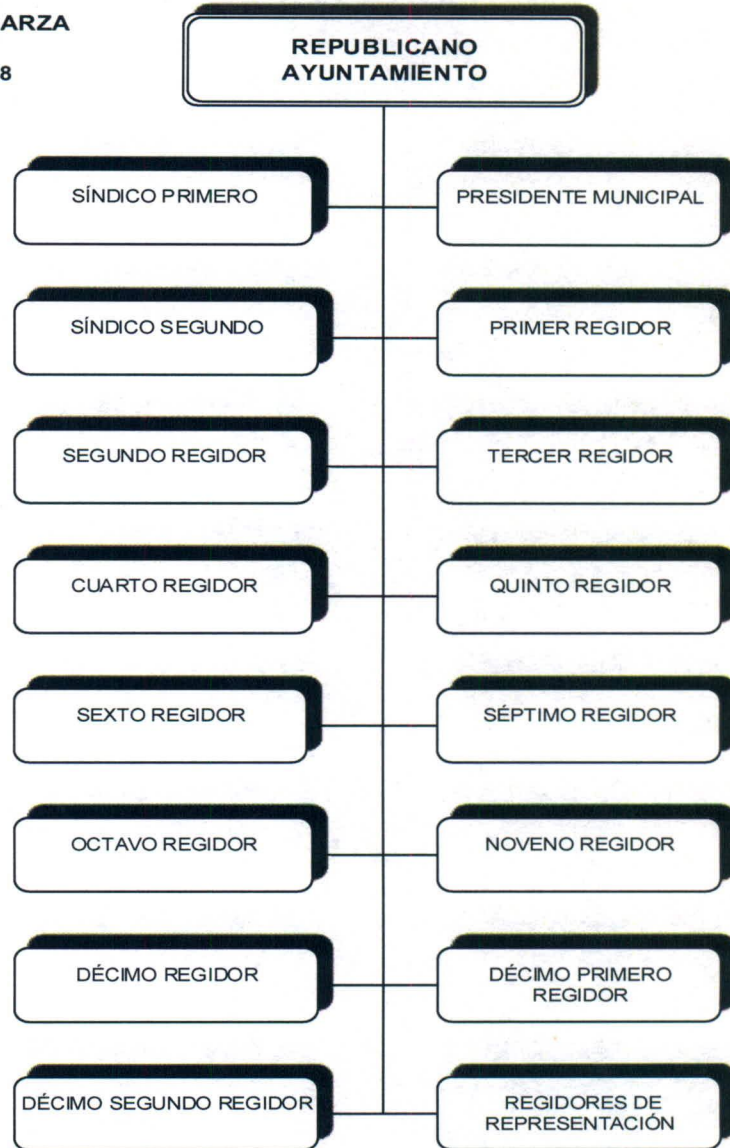 ARZA
8
REPUBLICANO
AYUNTAMIENTO
SÍNDICO PRIMERO
PRESIDENTE MUNICIPAL
SÍNDICO SEGUNDO
PRIMER REGIDOR
SEGUNDO REGIDOR
TERCER REGIDOR
CUARTO REGIDOR
QUINTO REGIDOR
SEXTO REGIDOR
SÉPTIMO REGIDOR
OCTAVO REGIDOR
NOVENO REGIDOR
DÉCIMO REGIDOR
DÉCIMO PRIMERO
REGIDOR
DÉCIMO SEGUNDO REGIDOR
REGIDORES DE
REPRESENTACIÓN